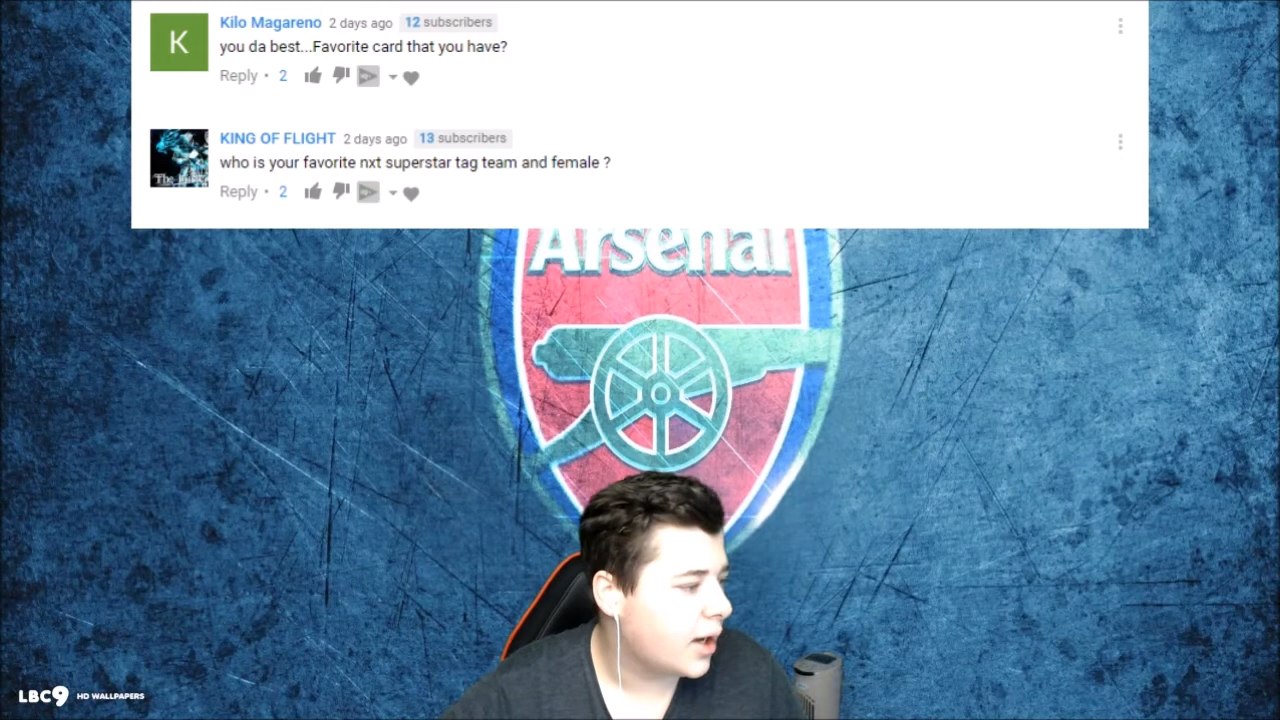 K
Kilo Magareno 2 days ago 12 subscribers
you da best...Favorite card that you have?
Reply • 2
KING OF FLIGHT 2 days ago 13 subscribers
who is your favorite nxt superstar tag team and female ?
Reply • 2
Arsenal
LBC9 HD WALLPAPERS